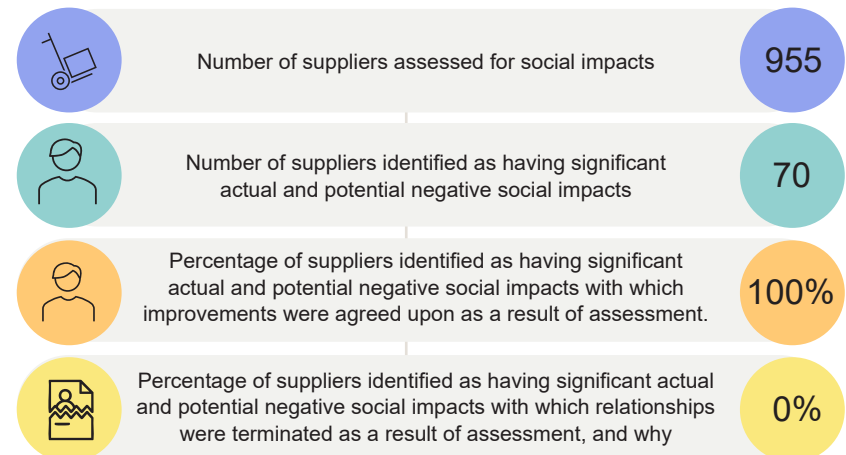 Number of suppliers assessed for social impacts
955
Number of suppliers identified as having significant
actual and potential negative social impacts
70
Percentage of suppliers identified as having significant
actual and potential negative social impacts with which
improvements were agreed upon as a result of assessment.
100%
Percentage of suppliers identified as having significant actual
and potential negative social impacts with which relationships
were terminated as a result of assessment, and why
0%